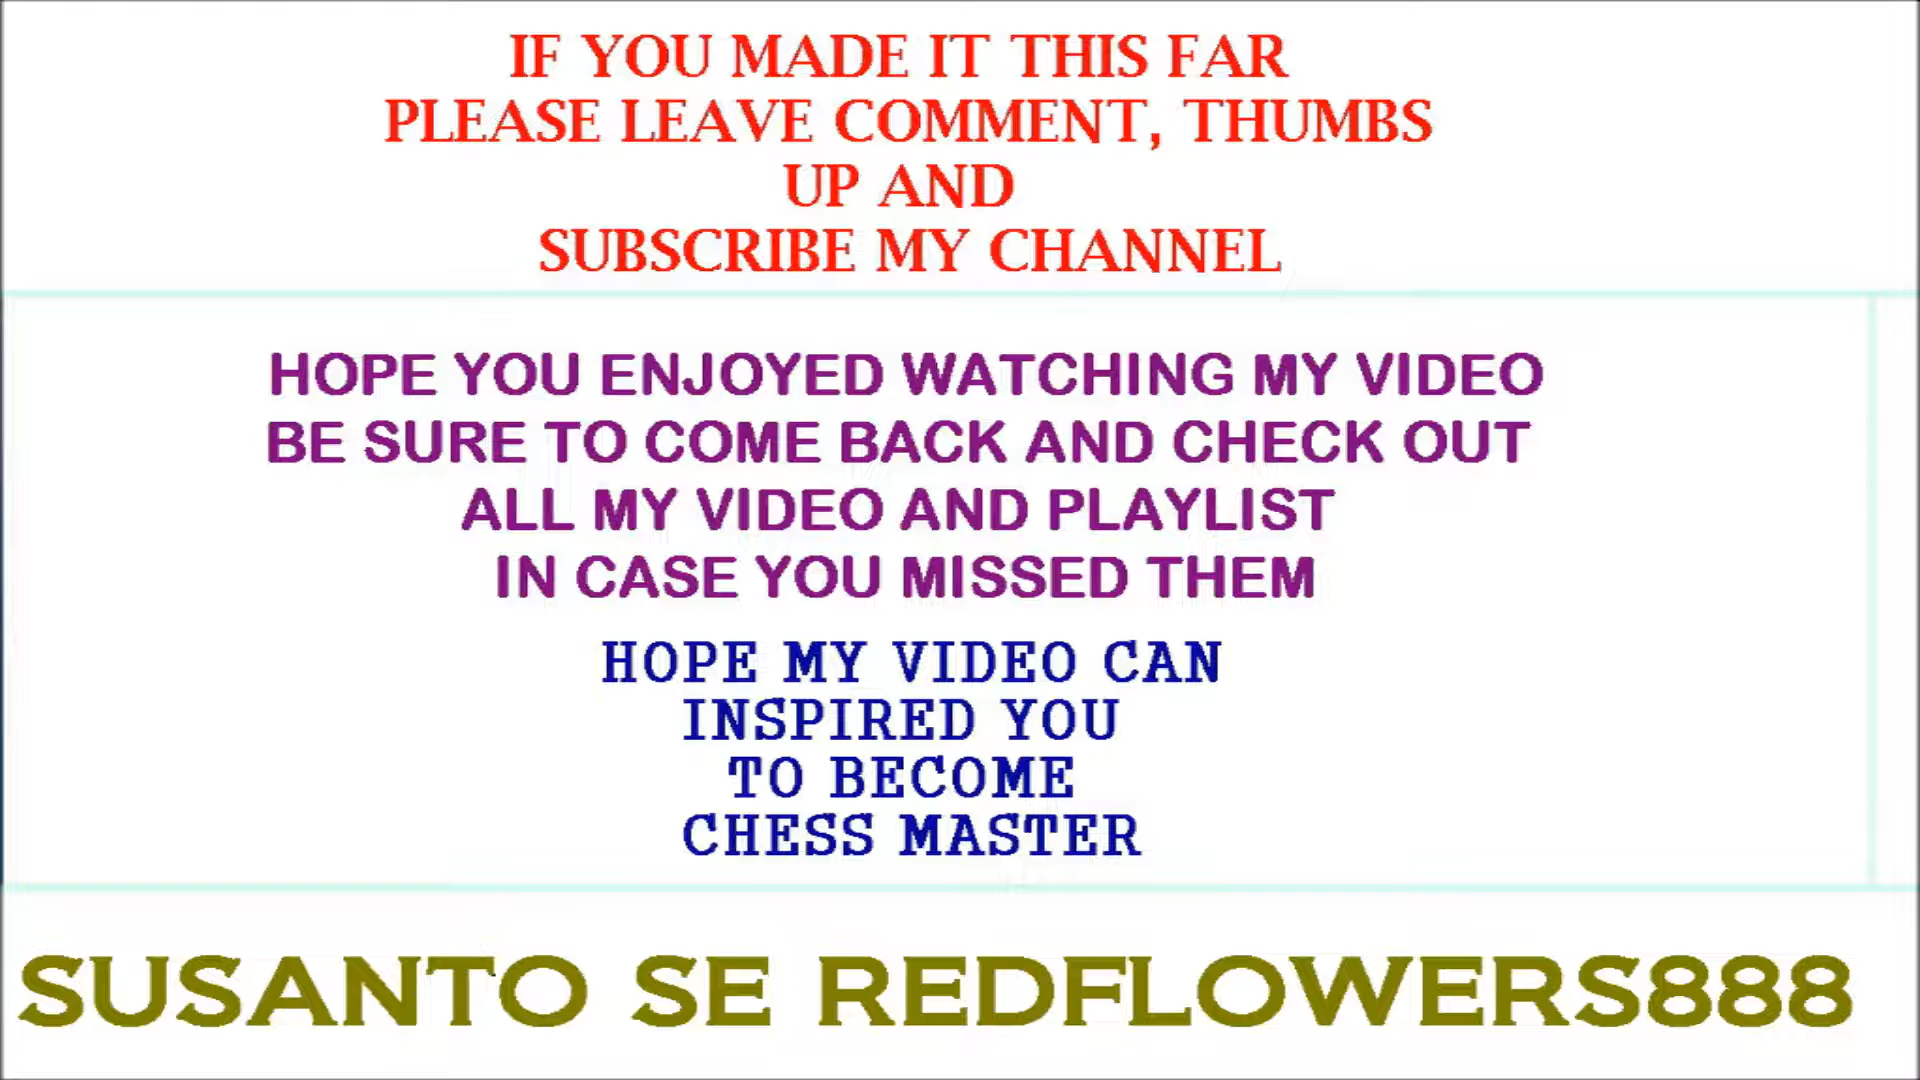 IF YOU MADE IT THIS FAR
PLEASE LEAVE COMMENT, THUMBS
UP AND
SUBSCRIBE MY CHANNEL
HOPE YOU ENJOYED WATCHING MY VIDEO
BE SURE TO COME BACK AND CHECK OUT
ALL MY VIDEO AND PLAYLIST
IN CASE YOU MISSED THEM
HOPE MY VIDEO CAN
INSPIRED YOU
TO BECOME
CHESS MASTER
SUSANTO SE REDFLOWERS888